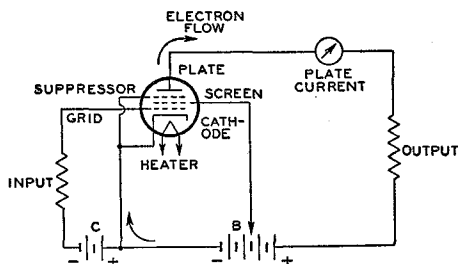 ELECTRON
FLOW
PLATE
SUPPRESSOR
SCREEN
PLATE
CURRENT
GRID
CATH-
ODE
HEATER
INPUT
OUTPUT
C
B
- +
- +